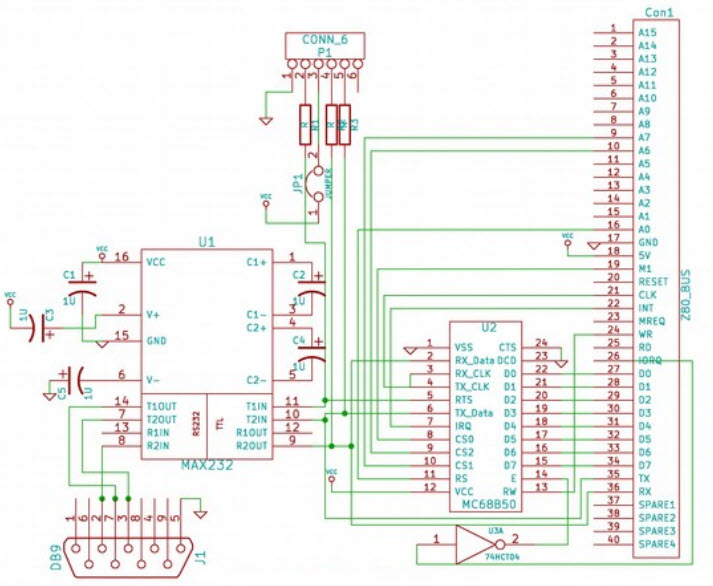 Con1
CONN_6
P1
1 2 3 4 5 6
R R1
R
R R3
JP1
JUMPER
2
1
VCC
U1
16 VCC
C1+ 1
2 V+
C1- 3
C2+ 4
15 GND
6 V-
C2- 5
14 T1OUT
T1IN 11
7 T2OUT
T2IN 10
13 R1IN
R1OUT 12
8 R2IN
R2OUT 9
RS232
TTL
MAX232
VCC
C1
1U
VCC
1U
C3
C5
1U
C2
1U
C4
1U
DB9
1 6 2 7 3 8 4 9 5
J1
VCC
U2
1 VSS
CTS 24
2 RX_Data
DCD 23
3 RX_CLK
D0 22
4 TX_CLK
D1 21
5 RTS
D2 20
6 TX_Data
D3 19
7 IRQ
D4 18
8 CS0
D5 17
9 CS2
D6 16
10 CS1
D7 15
11 RS
E 14
12 VCC
RW 13
MC68B50
U3A
1
2
74HCT04
VCC
1 A15
2 A14
3 A13
4 A12
5 A11
6 A10
7 A9
8 A8
9 A7
10 A6
11 A5
12 A4
13 A3
14 A2
15 A1
16 A0
17 GND
18 5V
19 M1
20 RESET
21 CLK
22 INT
23 MREQ
24 WR
25 RD
26 IORQ
27 D0
28 D1
29 D2
30 D3
31 D4
32 D5
33 D6
34 D7
35 TX
36 RX
37 SPARE1
38 SPARE2
39 SPARE3
40 SPARE4
Z80_BUS